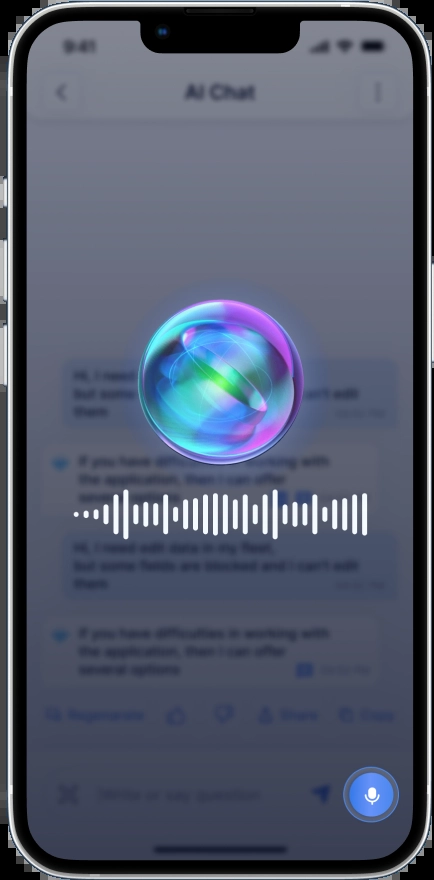 9:41
AI Chat
Hi, I need
but some
can't edit
them
If you have difficulties in working with
the application, then I can offer
several options
Hi, I need edit data in my fleet,
but some fields are blocked and I can't edit
them
If you have difficulties in working with
the application, then I can offer
several options
Regenerate
Share
Copy
Write or say question